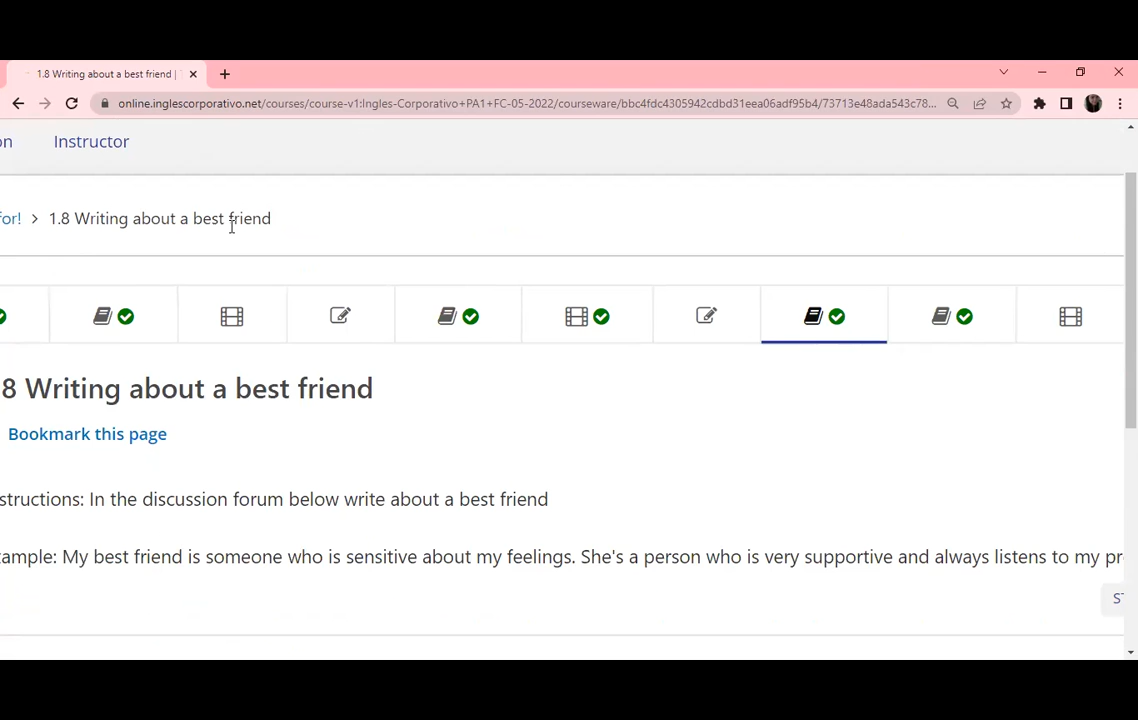 1.8 Writing about a best friend |
online.inglescorporativo.net/courses/course-v1:Ingles-Corporativo+PA1+FC-05-2022/courseware/bbc4fdc4305942cdbd31eea06adf95b4/73713e48ada543c78...
on Instructor
for! > 1.8 Writing about a best friend
8 Writing about a best friend
Bookmark this page
structions: In the discussion forum below write about a best friend
ample: My best friend is someone who is sensitive about my feelings. She's a person who is very supportive and always listens to my pr
ST